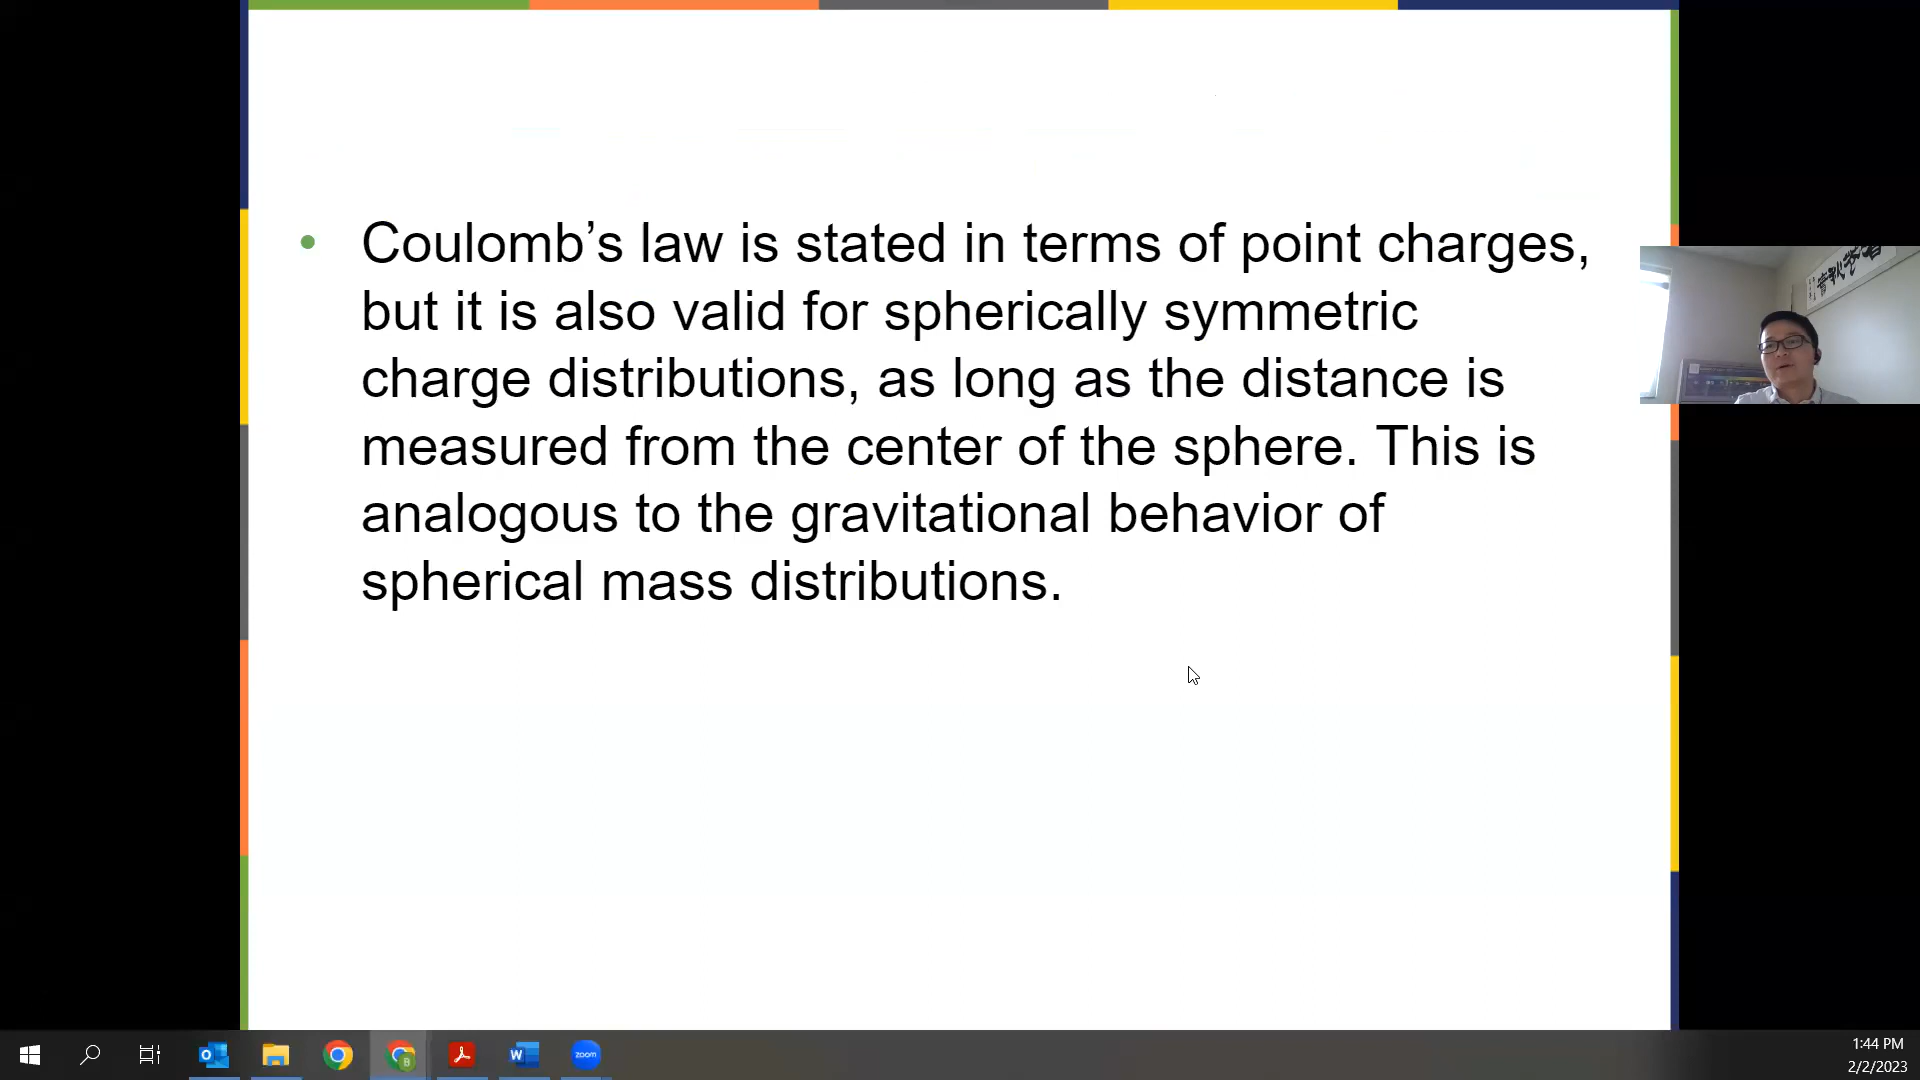 Coulomb’s law is stated in terms of point charges,
but it is also valid for spherically symmetric
charge distributions, as long as the distance is
measured from the center of the sphere. This is
analogous to the gravitational behavior of
spherical mass distributions.
zoom
1:44 PM
2/2/2023